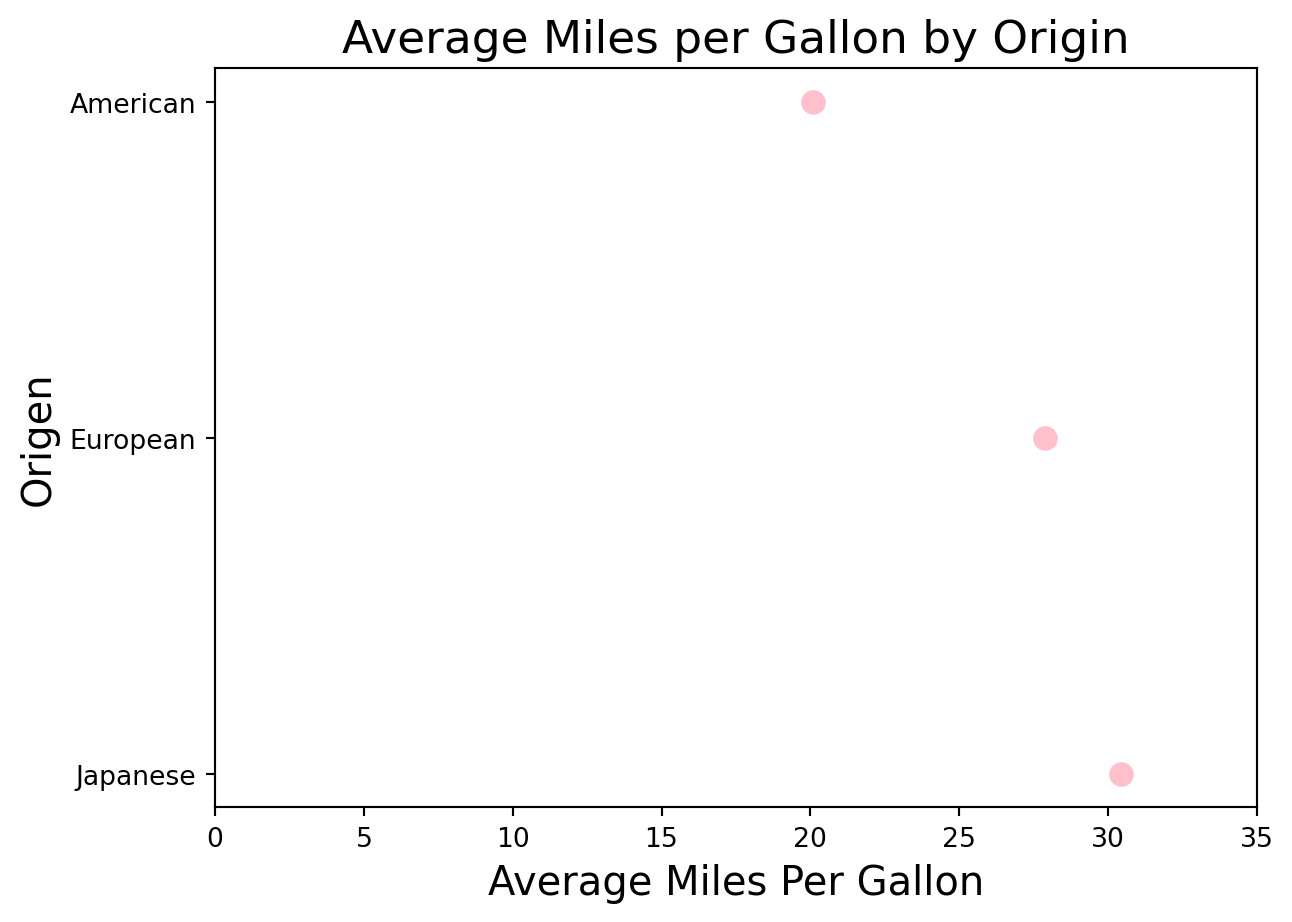 Average Miles per Gallon by Origin
American
European
Japanese
Origen
0 5 10 15 20 25 30 35
Average Miles Per Gallon